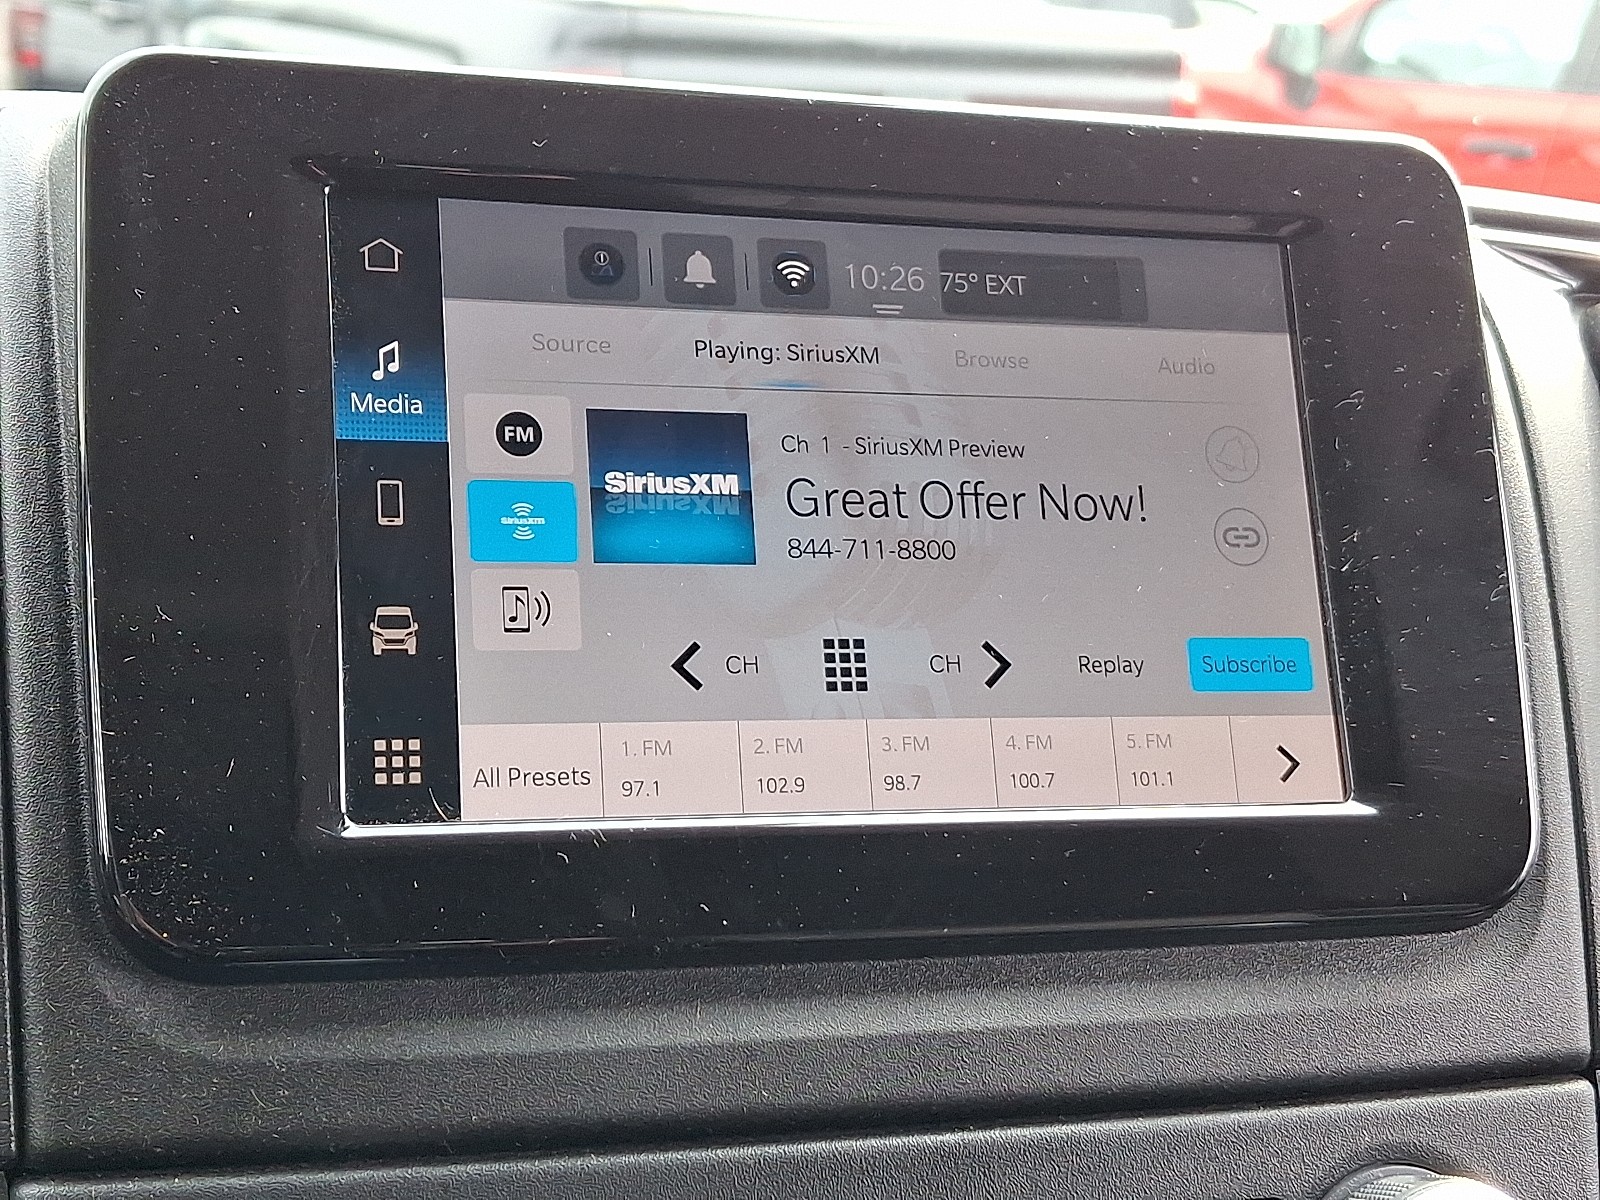 10:26 75° EXT
Source Playing: SiriusXM Browse Audio
Media
FM
SiriusXM
SiriusXM
Ch 1 - SiriusXM Preview
Great Offer Now!
844-711-8800
CH CH Replay Subscribe
All Presets
1. FM 2. FM 3. FM 4. FM 5. FM
97.1 102.9 98.7 100.7 101.1